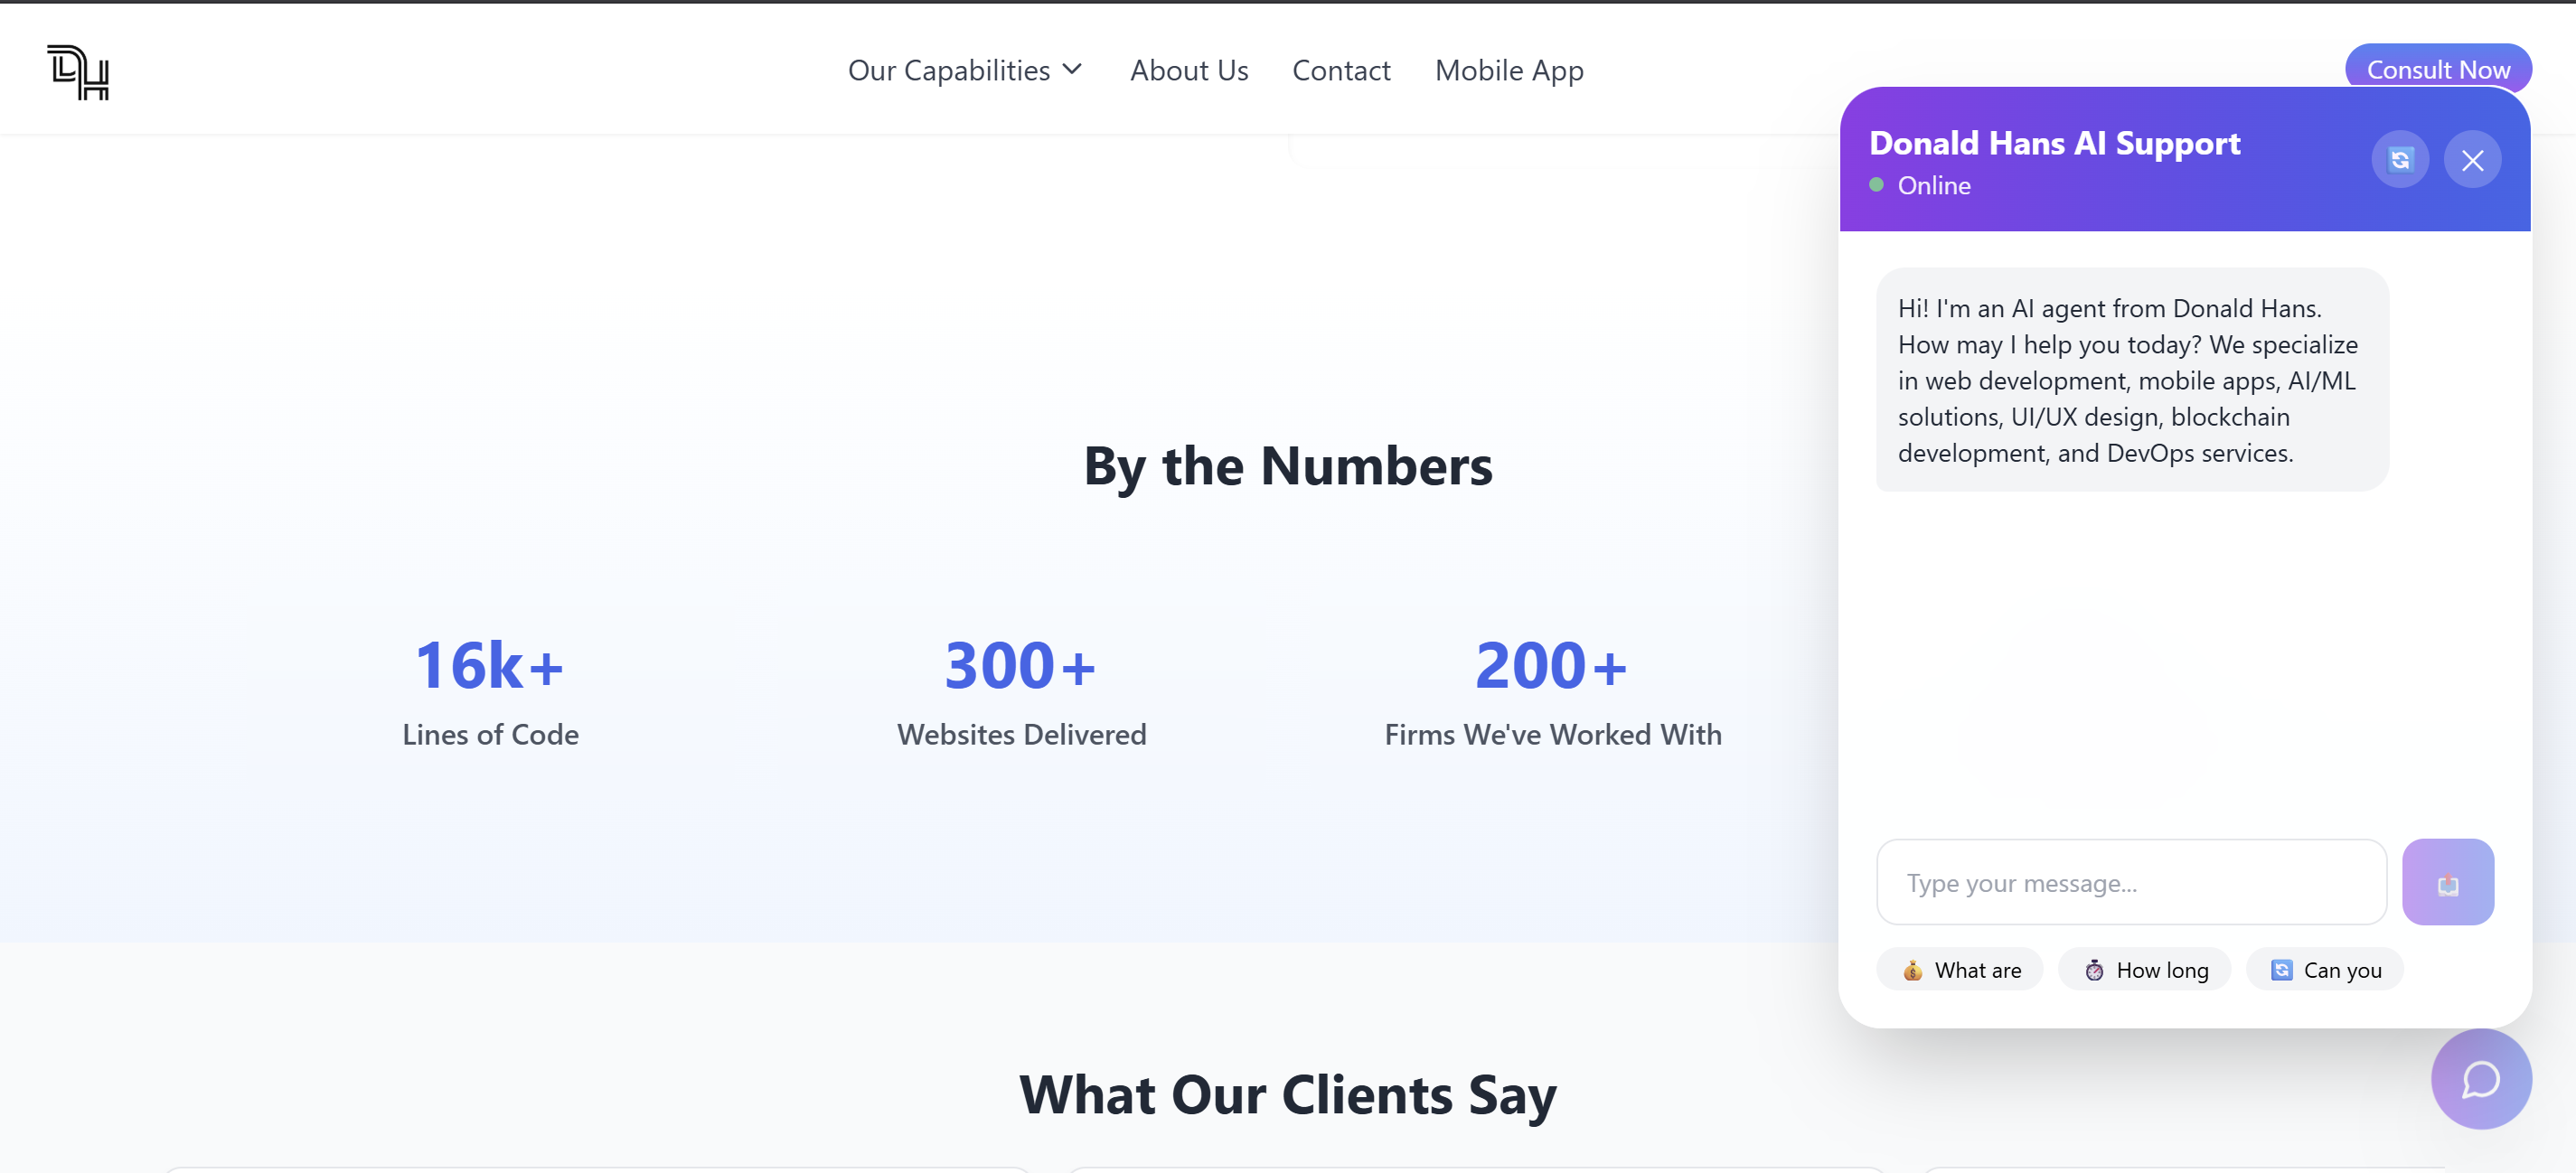 DH
Our Capabilities
About Us
Contact
Mobile App
Consult Now
Donald Hans AI Support
Online
Hi! I'm an AI agent from Donald Hans.
How may I help you today? We specialize
in web development, mobile apps, AI/ML
solutions, UI/UX design, blockchain
development, and DevOps services.
By the Numbers
16k+
Lines of Code
300+
Websites Delivered
200+
Firms We've Worked With
Type your message...
What are
How long
Can you
What Our Clients Say